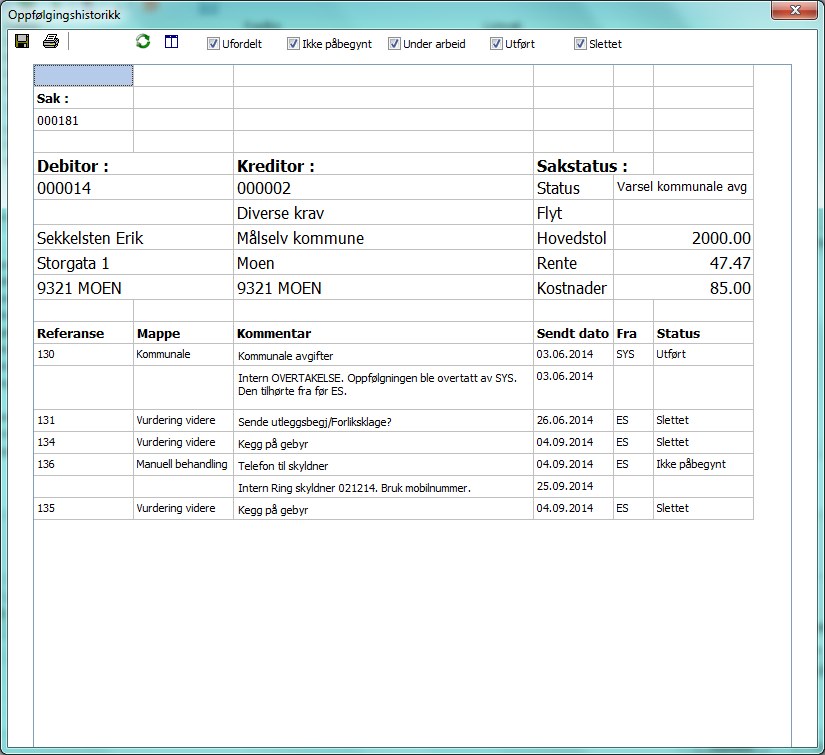 Oppfølgingshistorikk
Ufordelt Ikke påbegynt Under arbeid Utført Slettet
Sak :
000181
Debitor : Kreditor : Sakstatus :
000014 000002 Status Varsel kommunale avg
Diverse krav Flyt
Sekkelsten Erik Målselv kommune Hovedstol 2000.00
Storgata 1 Moen Rente 47.47
9321 MOEN 9321 MOEN Kostnader 85.00
Referanse Mappe Kommentar Sendt dato Fra Status
130 Kommunale Kommunale avgifter 03.06.2014 SYS Utført
Intern OVERTAKELSE. Oppfølgningen ble overtatt av SYS. 03.06.2014
Den tilhørte fra før ES.
131 Vurdering videre Sende utleggsbegj/Forliksklage? 26.06.2014 ES Slettet
134 Vurdering videre Kegg på gebyr 04.09.2014 ES Slettet
136 Manuell behandling Telefon til skyldner 04.09.2014 ES Ikke påbegynt
Intern Ring skyldner 021214. Bruk mobilnummer. 25.09.2014
135 Vurdering videre Kegg på gebyr 04.09.2014 ES Slettet